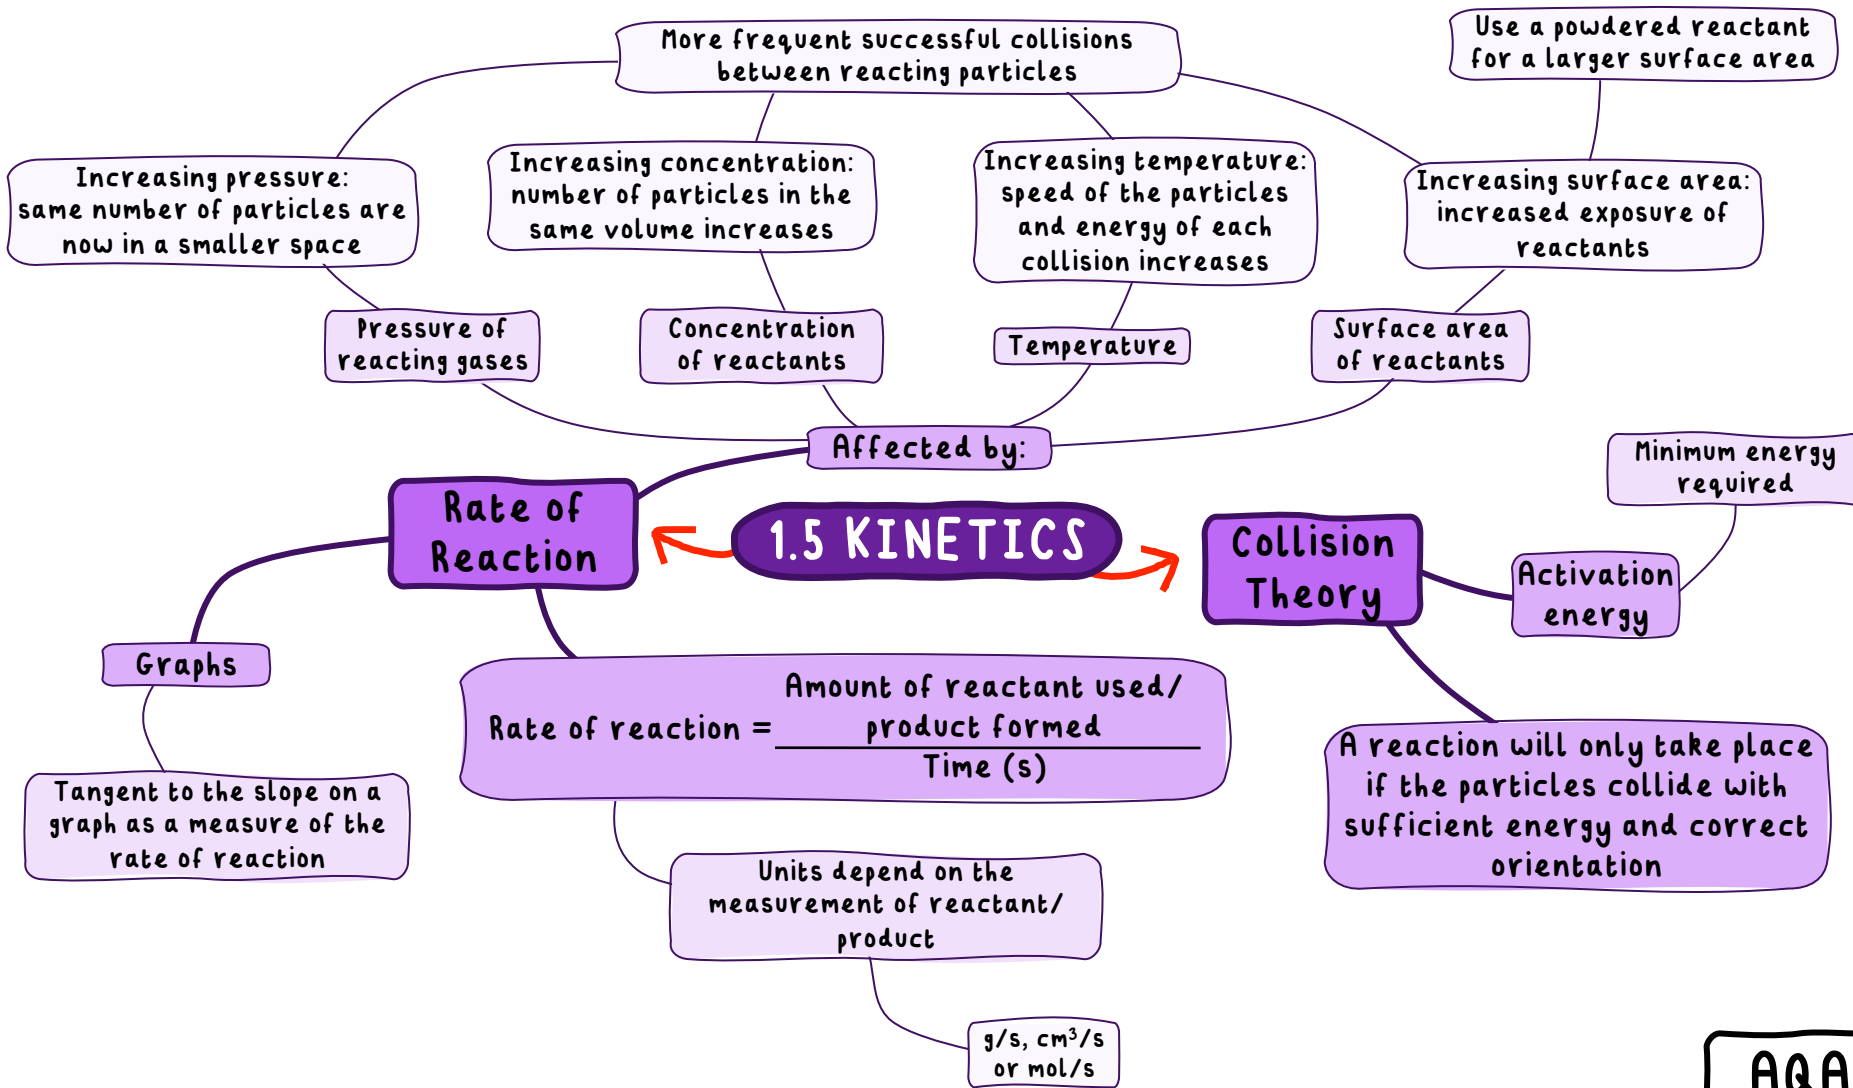 More frequent successful collisions
between reacting particles
Use a powdered reactant
for a larger surface area
Increasing pressure:
same number of particles are
now in a smaller space
Increasing concentration:
number of particles in the
same volume increases
Increasing temperature:
speed of the particles
and energy of each
collision increases
Increasing surface area:
increased exposure of
reactants
Pressure of
reacting gases
Concentration
of reactants
Temperature
Surface area
of reactants
Affected by:
Minimum energy
required
Rate of
Reaction
1.5 KINETICS
Collision
Theory
Activation
energy
Graphs
Rate of reaction =
Amount of reactant used/
product formed
Time (s)
Tangent to the slope on a
graph as a measure of the
rate of reaction
A reaction will only take place
if the particles collide with
sufficient energy and correct
orientation
Units depend on the
measurement of reactant/
product
g/s, cm³/s
or mol/s
AQA